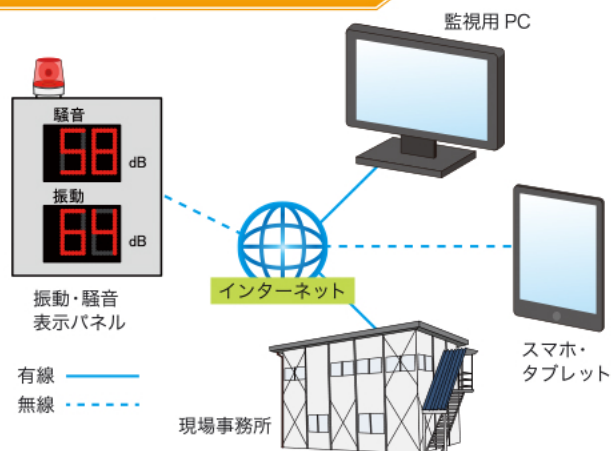 監視用 PC
騒音
58 dB
振動
64 dB
振動・騒音
表示パネル
インターネット
スマホ・
タブレット
有線
無線
現場事務所